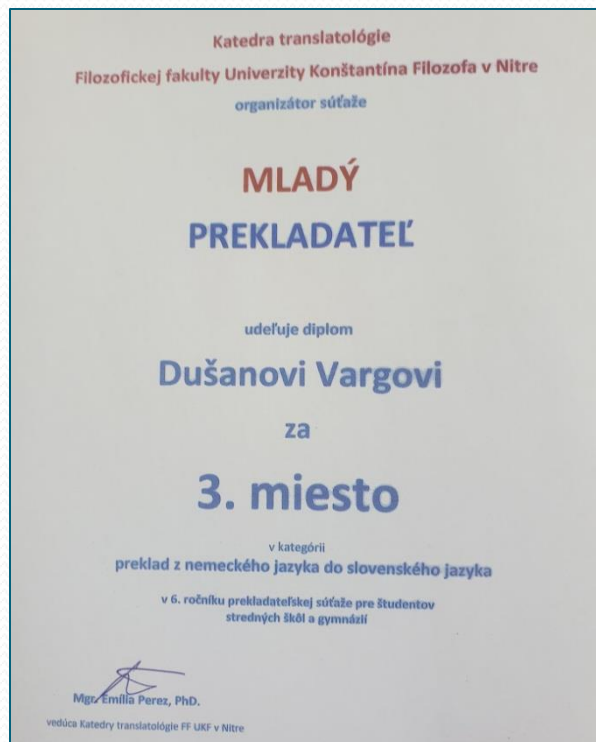 Katedra translatológie
Filozofickej fakulty Univerzity Konštantína Filozofa v Nitre
organizátor súťaže
MLADÝ
PREKLADATEĽ
udeľuje diplom
Dušanovi Vargovi
za
3. miesto
v kategórii
preklad z nemeckého jazyka do slovenského jazyka
v 6. ročníku prekladateľskej súťaže pre študentov
stredných škôl a gymnázií
Mgr. Emília Perez, PhD.
vedúca Katedry translatológie FF UKF v Nitre